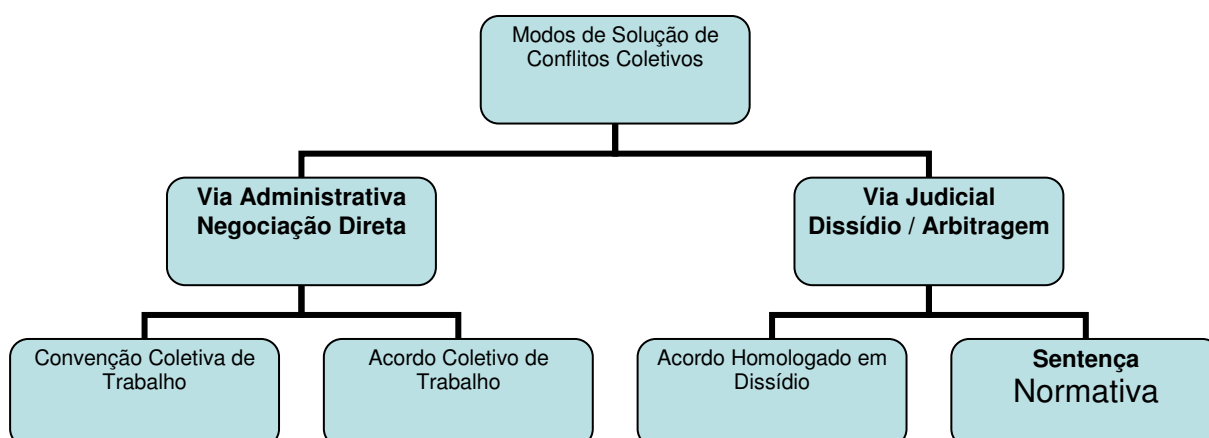 Modos de Solução de
Conflitos Coletivos
Via Administrativa
Negociação Direta
Via Judicial
Dissídio / Arbitragem
Convenção Coletiva de
Trabalho
Acordo Coletivo de
Trabalho
Acordo Homologado em
Dissídio
Sentença
Normativa